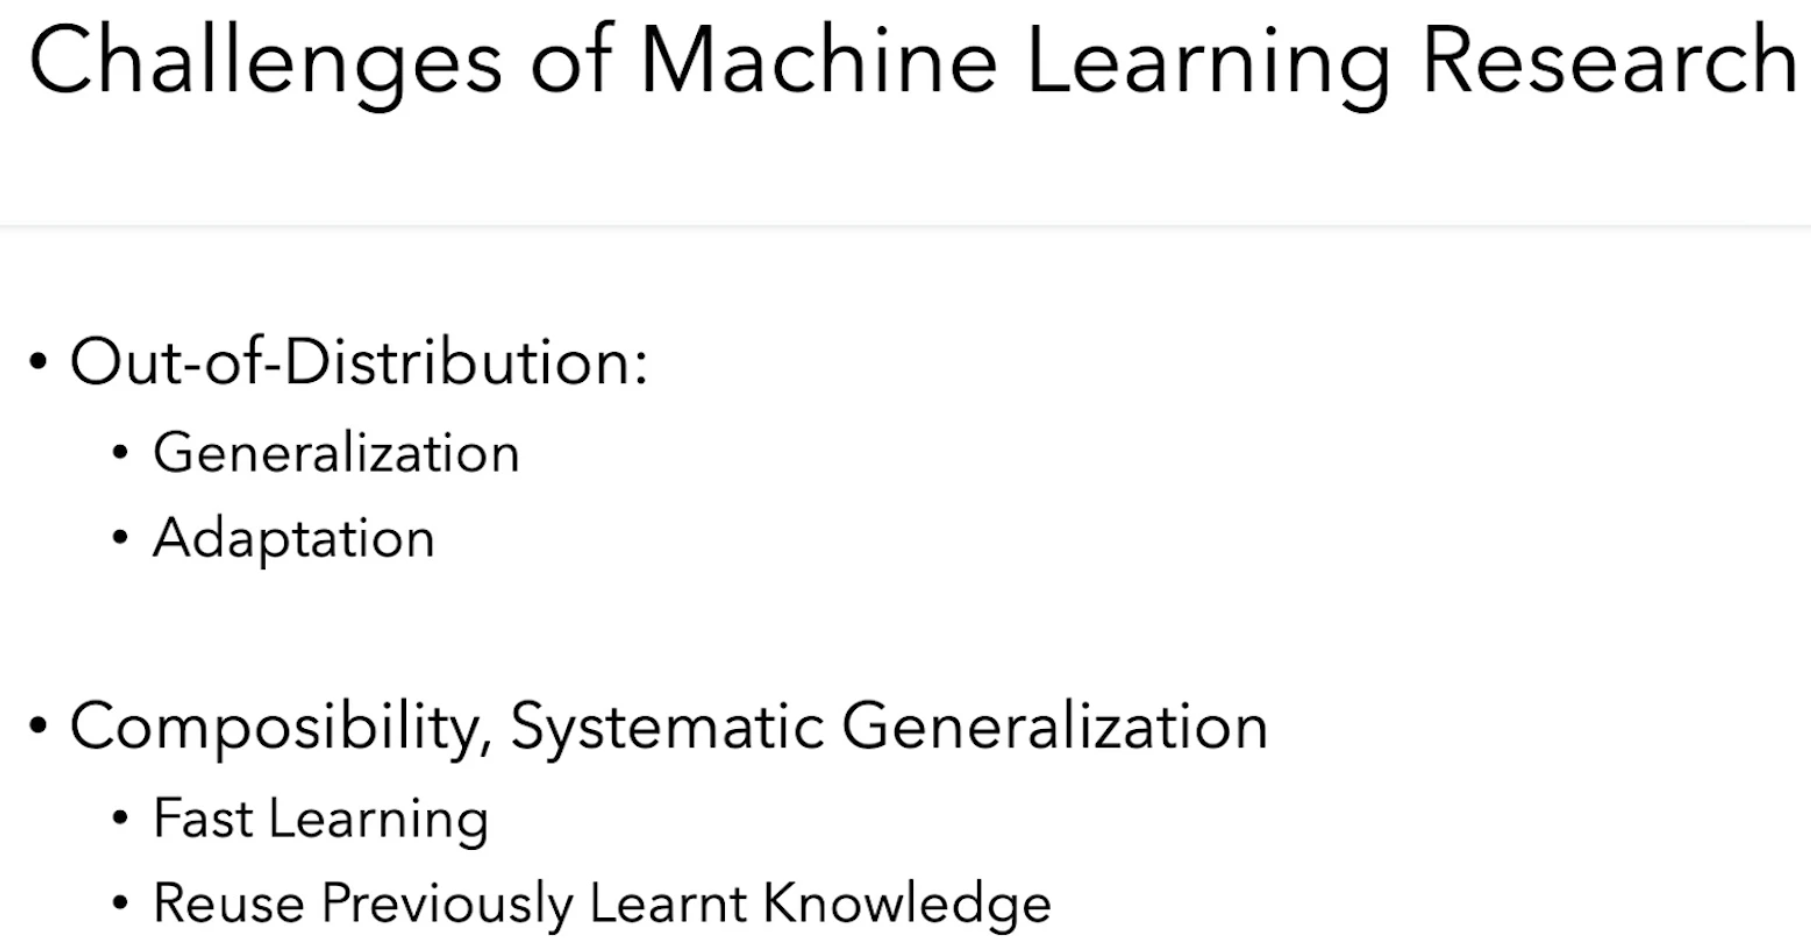 Challenges of Machine Learning Research
• Out-of-Distribution:
• Generalization
• Adaptation
• Composibility, Systematic Generalization
• Fast Learning
• Reuse Previously Learnt Knowledge